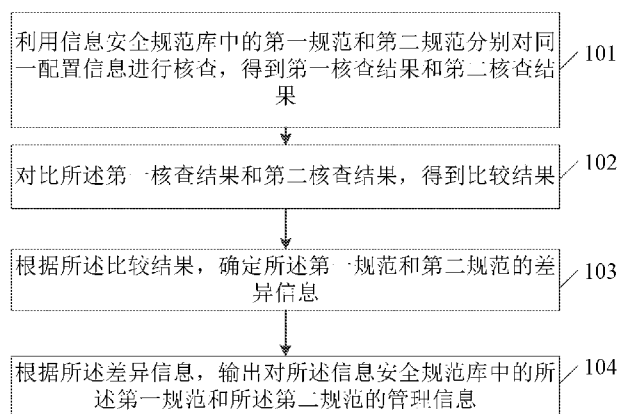 利用信息安全规范库中的第一规范和第二规范分别对同
一配置信息进行核查，得到第一核查结果和第二核查结
果
101
对比所述第一核查结果和第二核查结果，得到比较结果
102
根据所述比较结果，确定所述第一规范和第二规范的差
异信息
103
根据所述差异信息，输出对所述信息安全规范库中的所
述第一规范和所述第二规范的管理信息
104